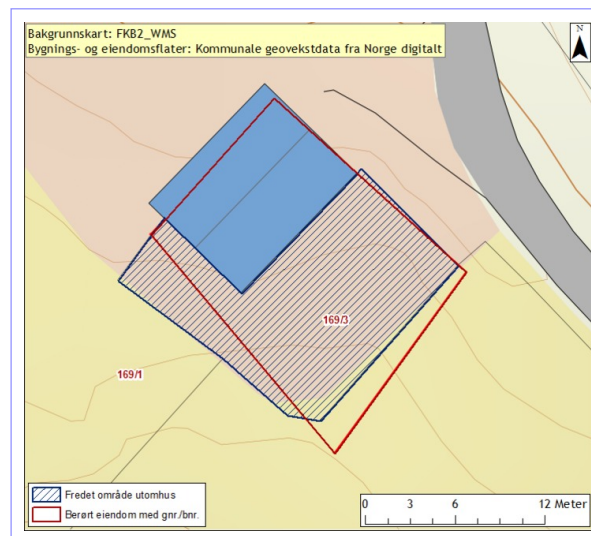 Bakgrunnskart: FKB2_WMS
Bygnings- og eiendomsflater: Kommunale geovekstdata fra Norge digitalt
N
169/3
169/1
Fredet område utomhus
Berørt eiendom med gnr./bnr.
0 3 6 12 Meter